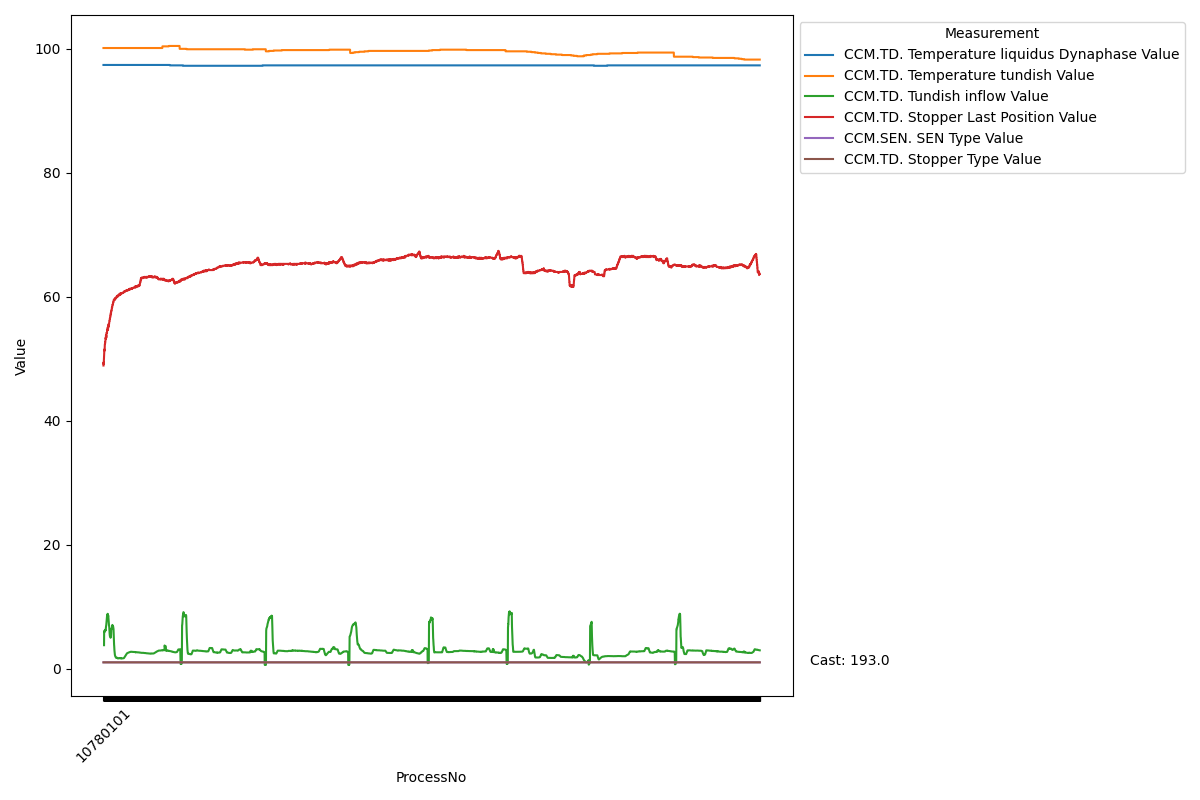 Measurement
CCM.TD. Temperature liquidus Dynaphase Value
CCM.TD. Temperature tundish Value
CCM.TD. Tundish inflow Value
CCM.TD. Stopper Last Position Value
CCM.SEN. SEN Type Value
CCM.TD. Stopper Type Value
Value
100
80
60
40
20
0
Cast: 193.0
10780101
ProcessNo